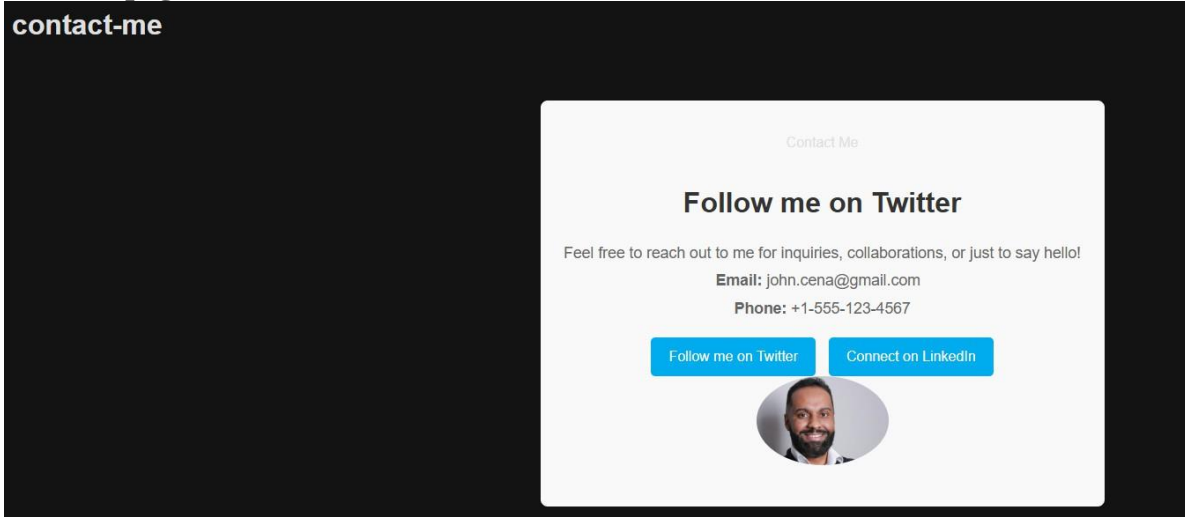 contact-me
Contact Me
Follow me on Twitter
Feel free to reach out to me for inquiries, collaborations, or just to say hello!
Email: john.cena@gmail.com
Phone: +1-555-123-4567
Follow me on Twitter
Connect on LinkedIn